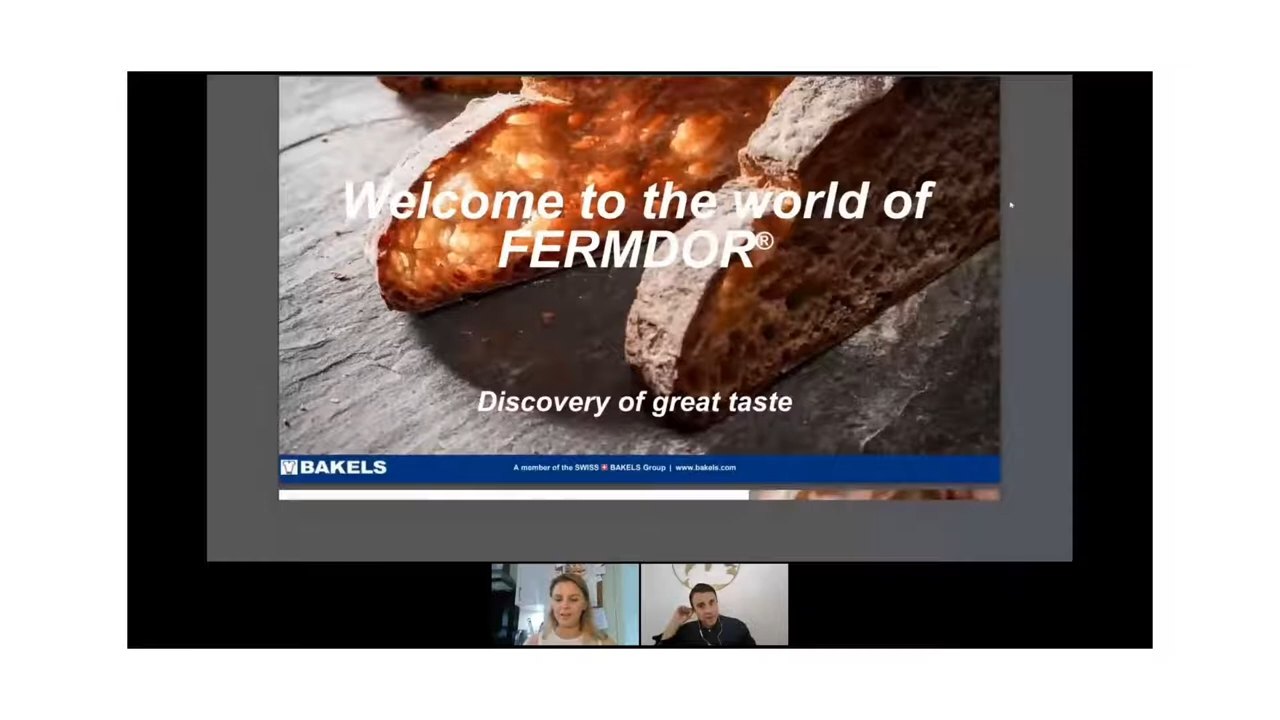 Welcome to the world of
FERMDOR®
Discovery of great taste
BAKELS
A member of the SWISS BAKELS Group | www.bakels.com